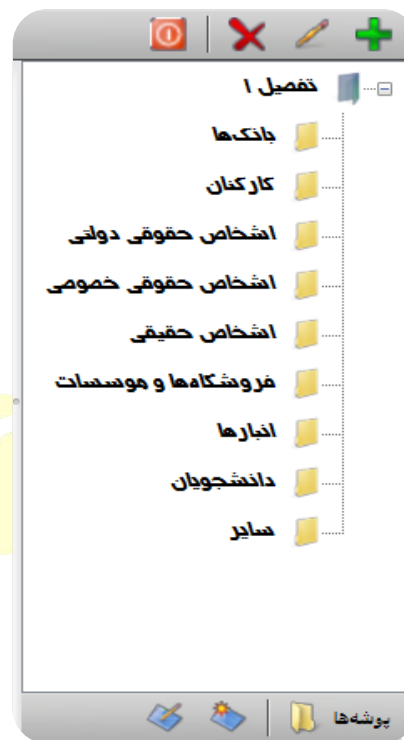 تفصیل ۱
بانک‌ها
کارکنان
اشخاص حقوقی دولتی
اشخاص حقوقی خصوصی
اشخاص حقیقی
فروشگاه‌ها و موسسات
انبارها
دانشجویان
سایر
پوشه‌ها